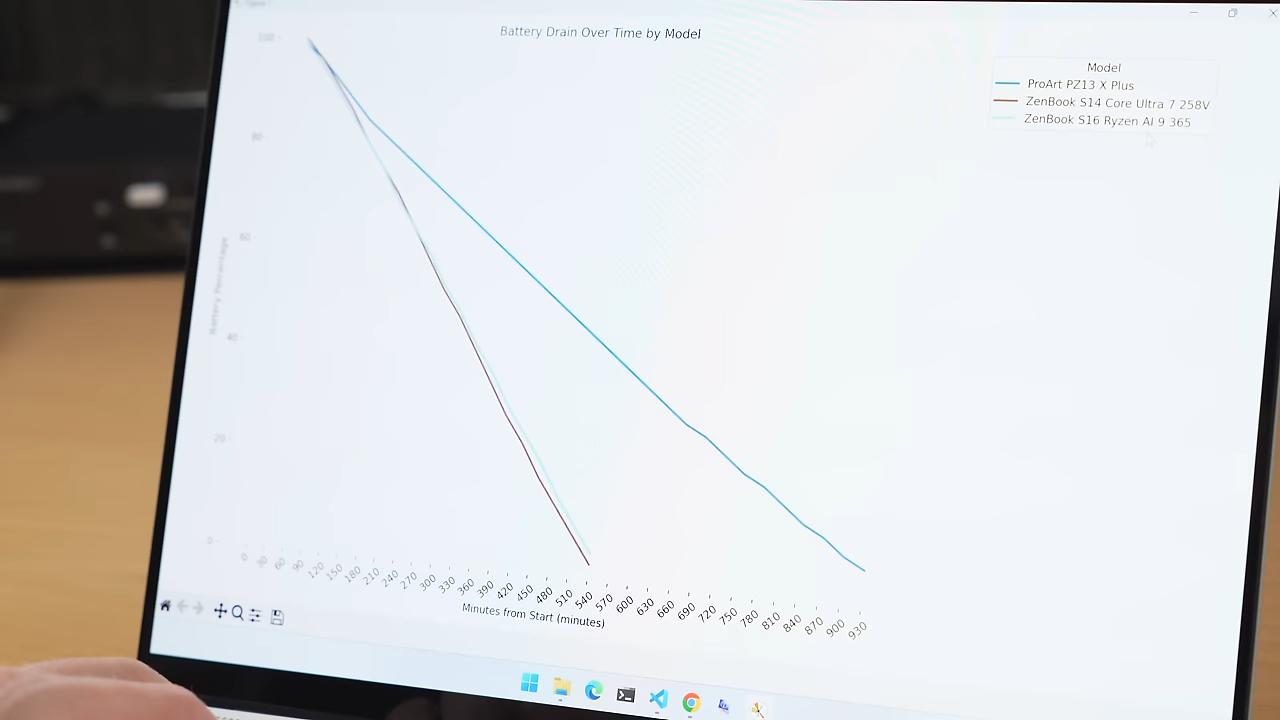 Battery Drain Over Time by Model
Model
ProArt PZ13 X Plus
ZenBook S14 Core Ultra 7 258V
ZenBook S16 Ryzen AI 9 365
Battery Percentage
100
80
60
40
20
0
0 30 60 90 120 150 180 210 240 270 300 330 360 390 420 450 480 510 540 570 600 630 660 690 720 750 780 810 840 870 900 930
Minutes from Start (minutes)